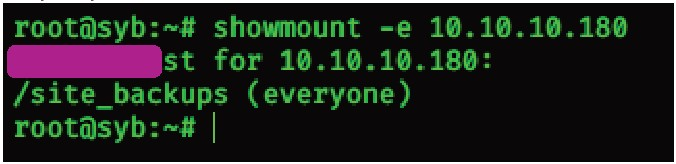 root@syb:~# showmount -e 10.10.10.180
st for 10.10.10.180:
/site_backups (everyone)
root@syb:~#